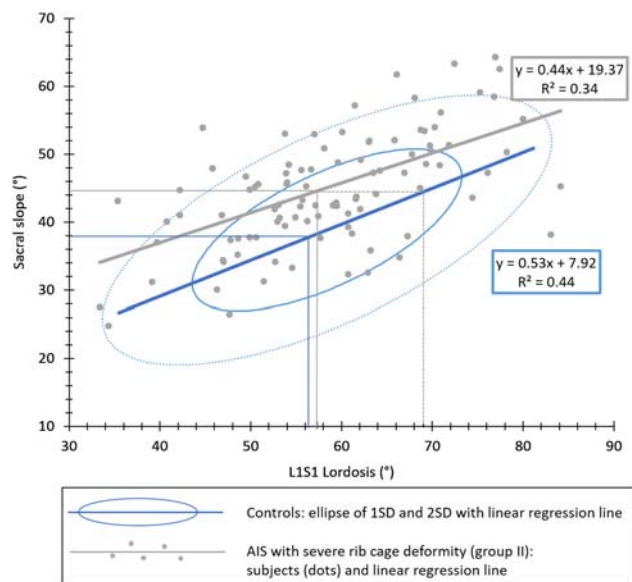 70
60
50
40
30
20
10
Sacral slope (°)
y = 0.44x + 19.37
R² = 0.34
y = 0.53x + 7.92
R² = 0.44
30 40 50 60 70 80 90
L1S1 Lordosis (°)
Controls: ellipse of 1SD and 2SD with linear regression line
AIS with severe rib cage deformity (group II):
subjects (dots) and linear regression line